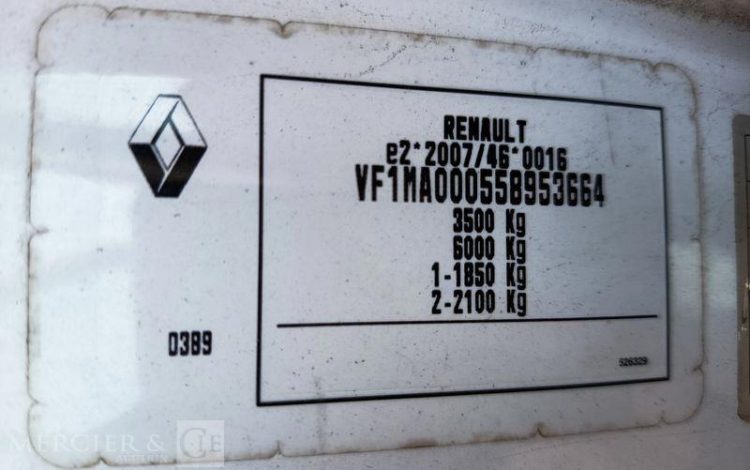 RENAULT
e2*2007/46*0016
VF1MA000558953664
3500 Kg
6000 Kg
1-1850 Kg
2-2100 Kg
0389
526329
MERCIER & CIE
AUCTION